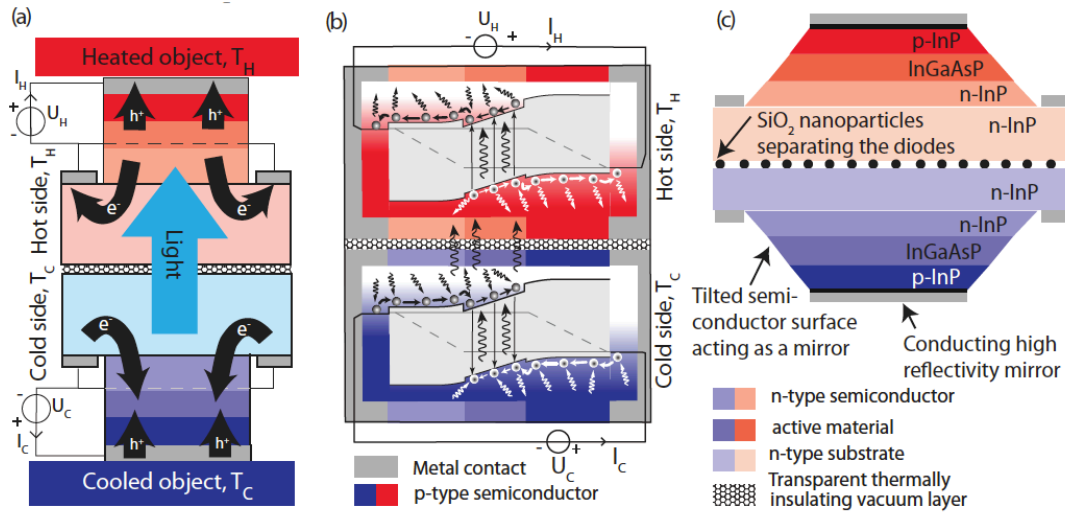 (a)
Heated object, T_H
I_H
+
U_H
-
h⁺
h⁺
Hot side, T_H
e⁻
e⁻
Light
Cold side, T_C
e⁻
e⁻
-
U_C
+
I_C
h⁺
h⁺
Cooled object, T_C
(b)
U_H
I_H
-
+
Hot side, T_H
Cold side, T_C
-
+
U_C
I_C
Metal contact
p-type semiconductor
(c)
p-InP
InGaAsP
n-InP
n-InP
SiO₂ nanoparticles
separating the diodes
n-InP
n-InP
InGaAsP
p-InP
Tilted semi-
conductor surface
acting as a mirror
Conducting high
reflectivity mirror
n-type semiconductor
active material
n-type substrate
Transparent thermally
insulating vacuum layer